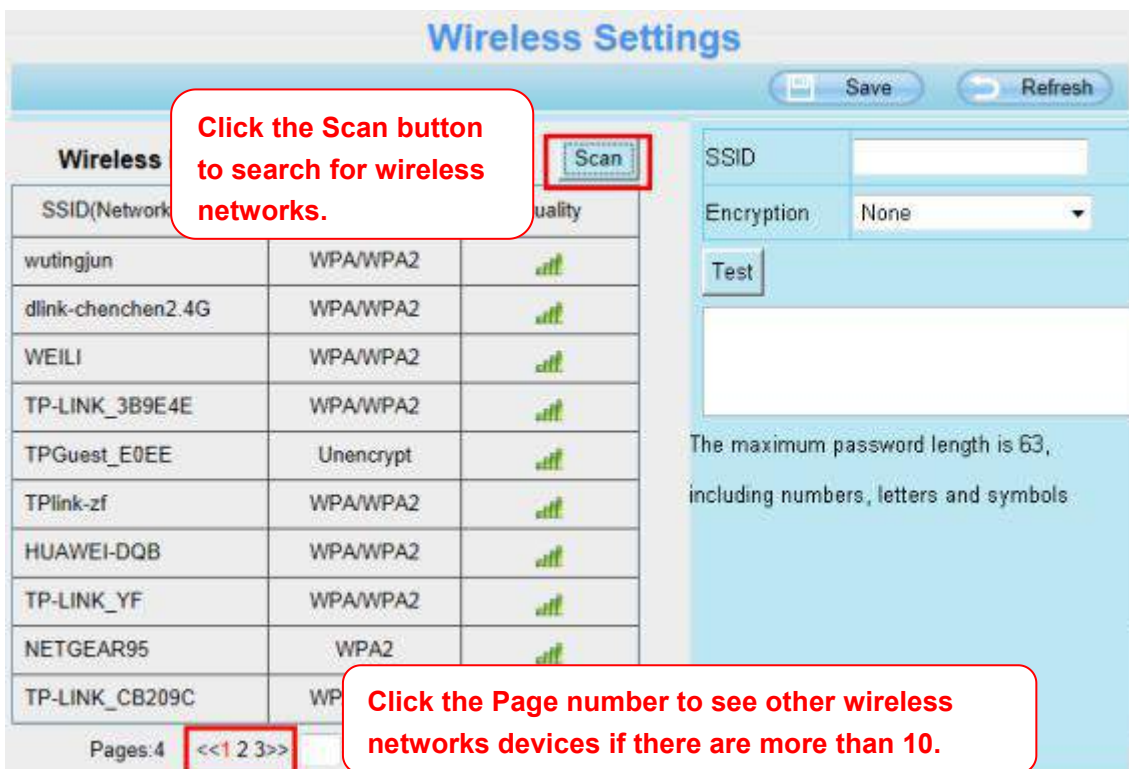 Wireless Settings
Save Refresh
Click the Scan button
to search for wireless
networks.
Wireless
Scan
SSID(Network uality
wutingjun WPA/WPA2
dlink-chenchen2.4G WPA/WPA2
WEILI WPA/WPA2
TP-LINK_3B9E4E WPA/WPA2
TPGuest_E0EE Unencrypt
TPlink-zf WPA/WPA2
HUAWEI-DQB WPA/WPA2
TP-LINK_YF WPA/WPA2
NETGEAR95 WPA2
TP-LINK_CB209C WP
Pages:4 <<1 2 3>>
Click the Page number to see other wireless
networks devices if there are more than 10.
SSID
Encryption None
Test
The maximum password length is 63,
including numbers, letters and symbols